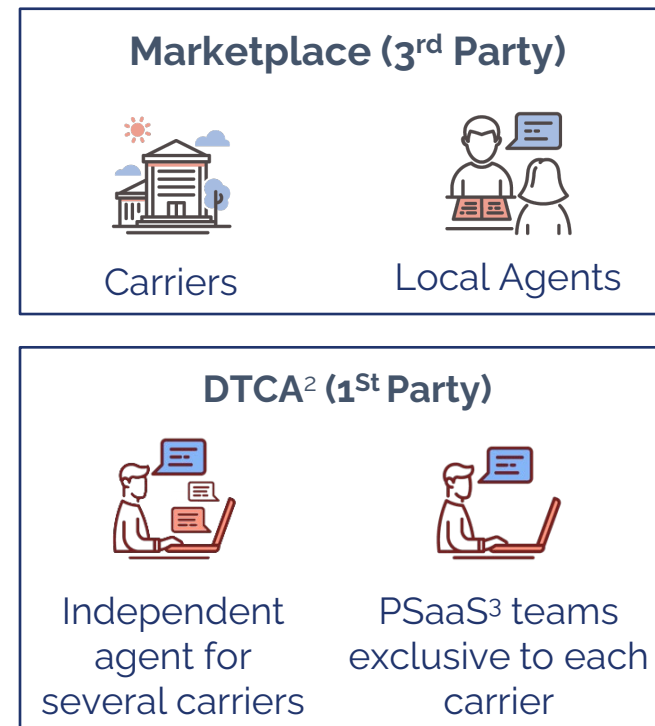 Marketplace (3rd Party)
Carriers
Local Agents
DTCA² (1St Party)
Independent
agent for
several carriers
PSaaS³ teams
exclusive to each
carrier